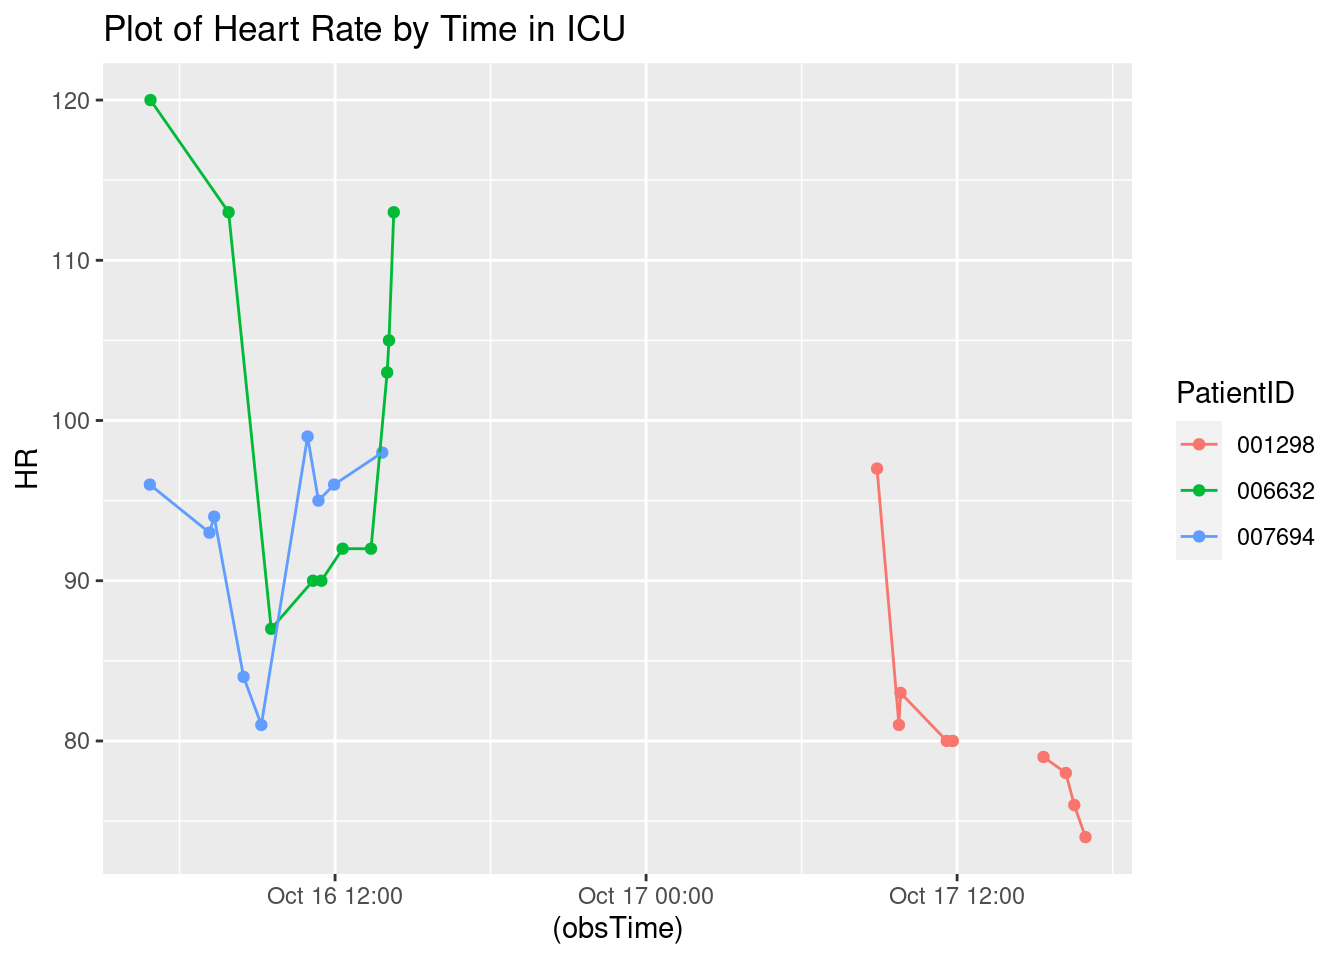 Plot of Heart Rate by Time in ICU
120
110
100
90
80
HR
Oct 16 12:00
Oct 17 00:00
Oct 17 12:00
(obsTime)
PatientID
001298
006632
007694